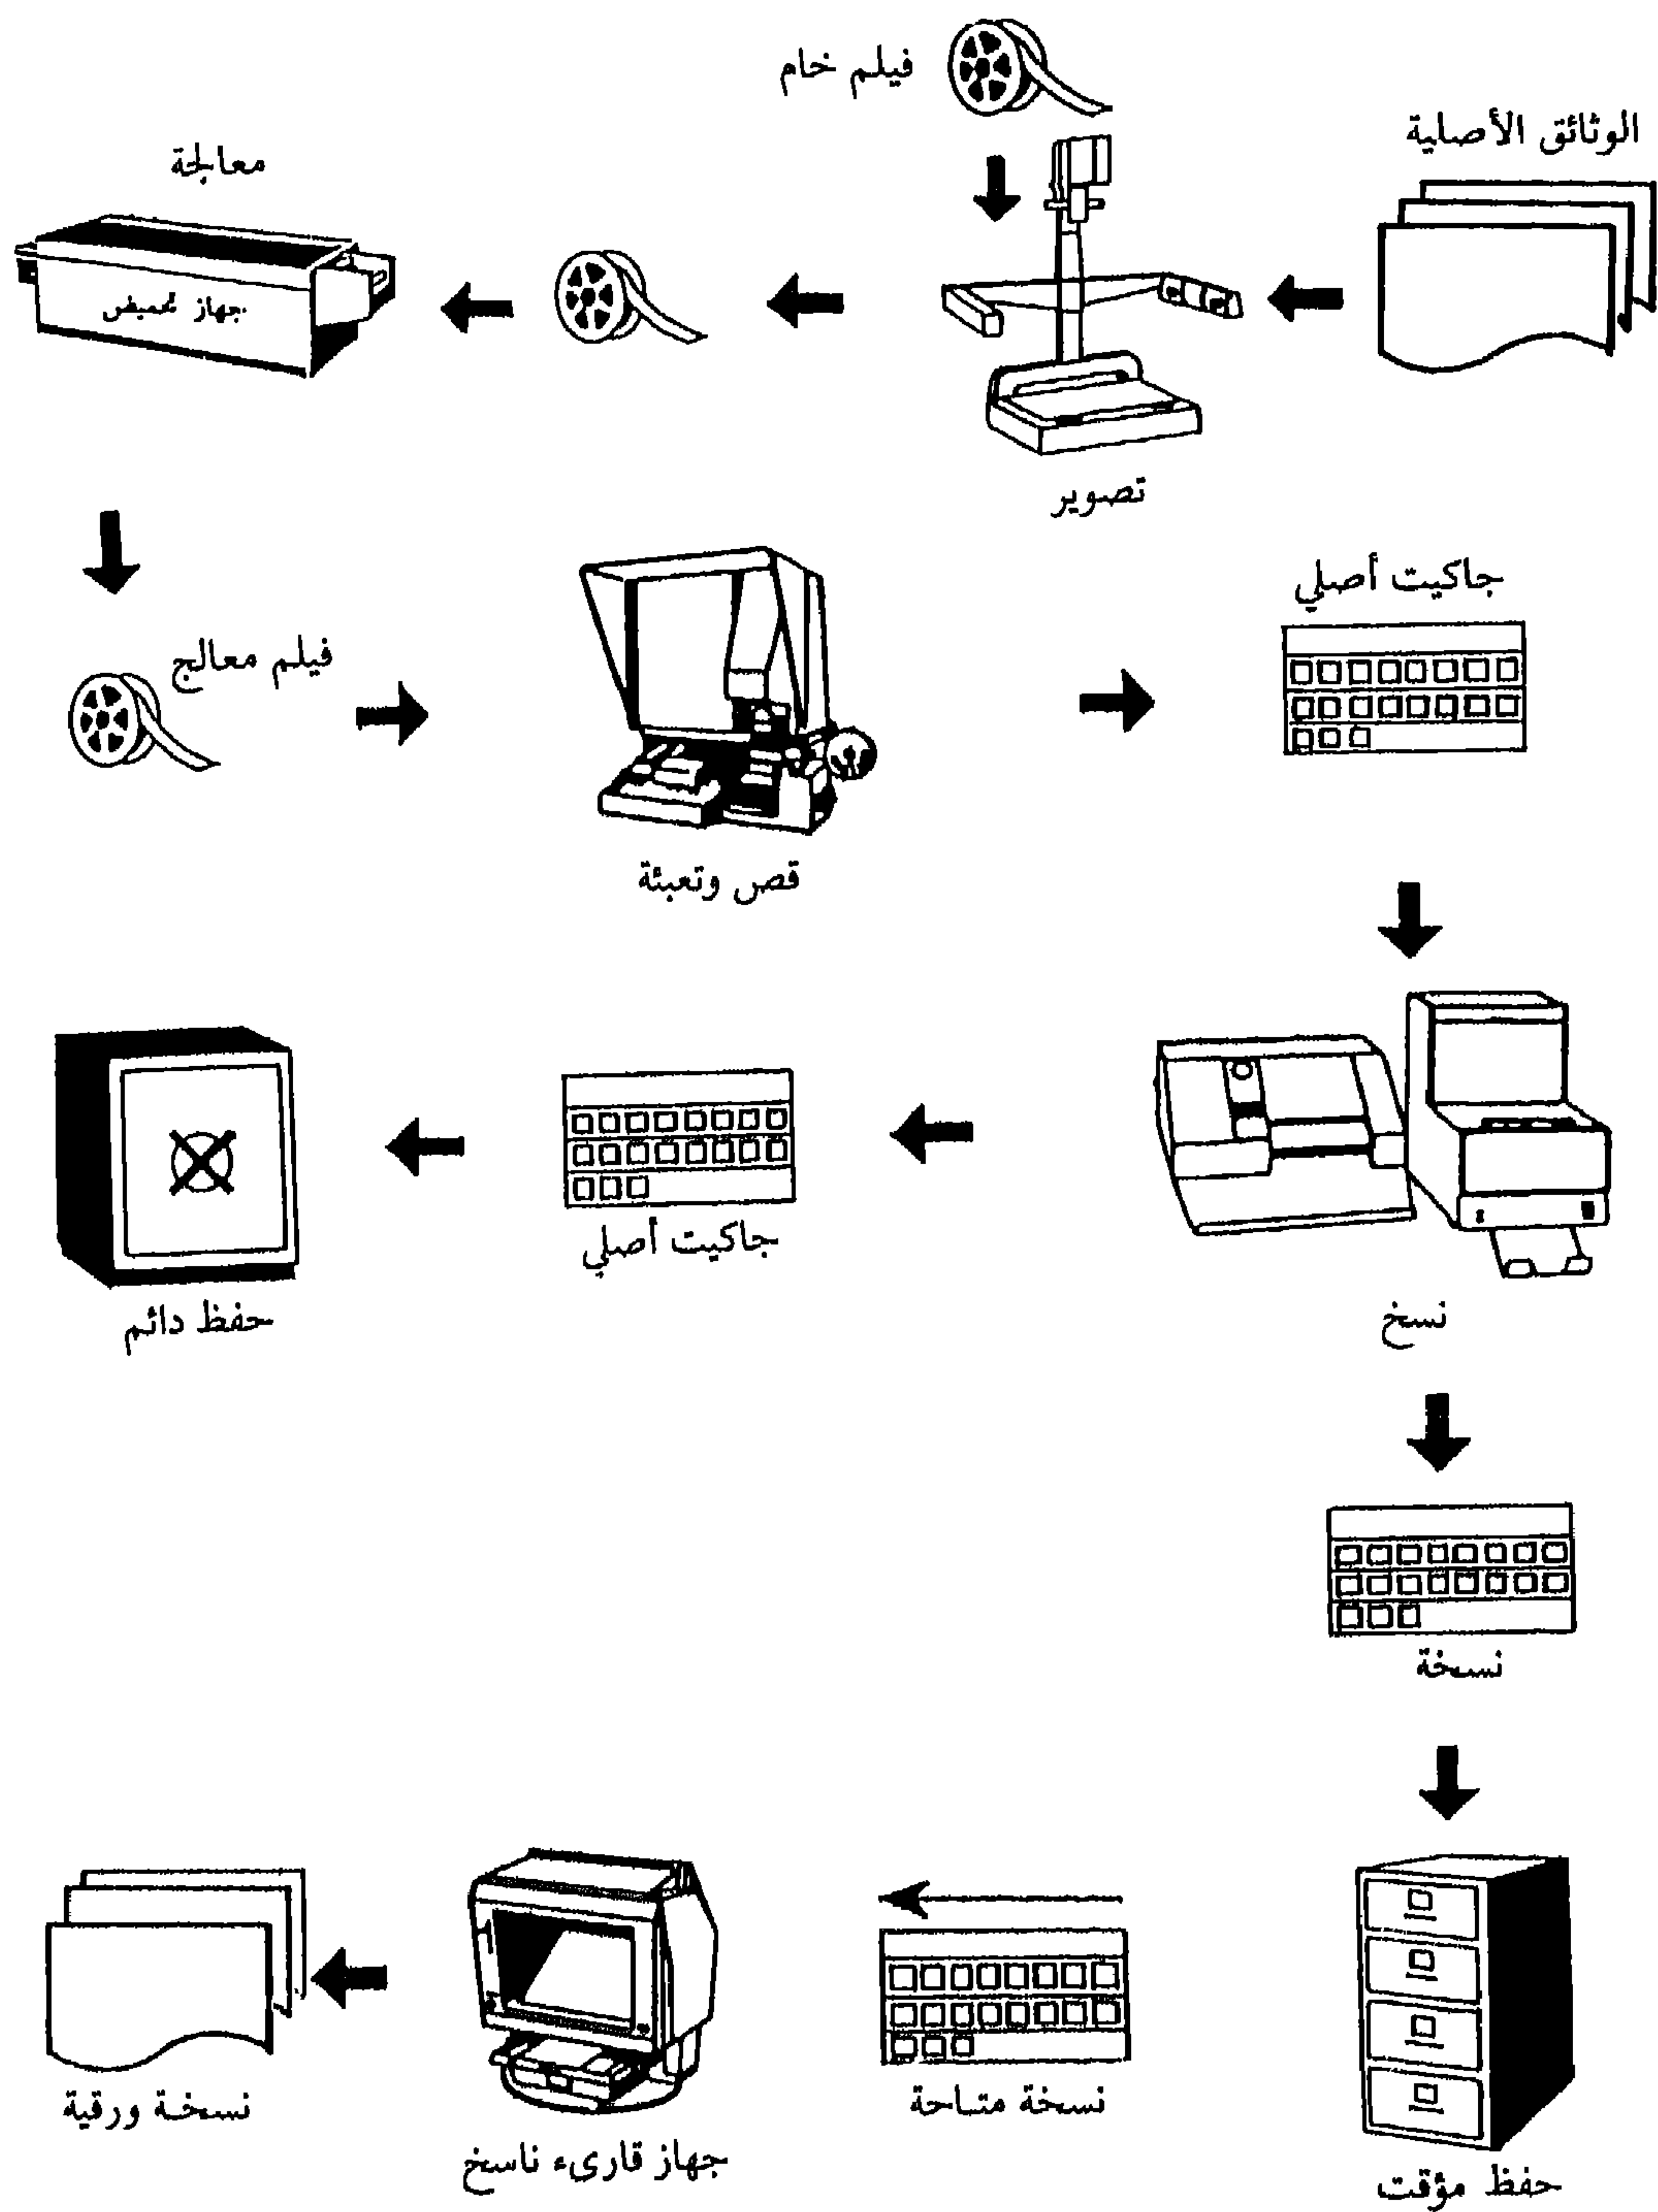 فيلم خام
الوثائق الأصلية
معالجة
جهاز تحميض
تصوير
جاكيت أصلي
فيلم معالج
قص وتعبئة
جاكيت أصلي
حفظ دائم
نسخ
نسخة
نسخة متاحة
جهاز قارىء ناسخ
نسخة ورقية
حفظ مؤقت